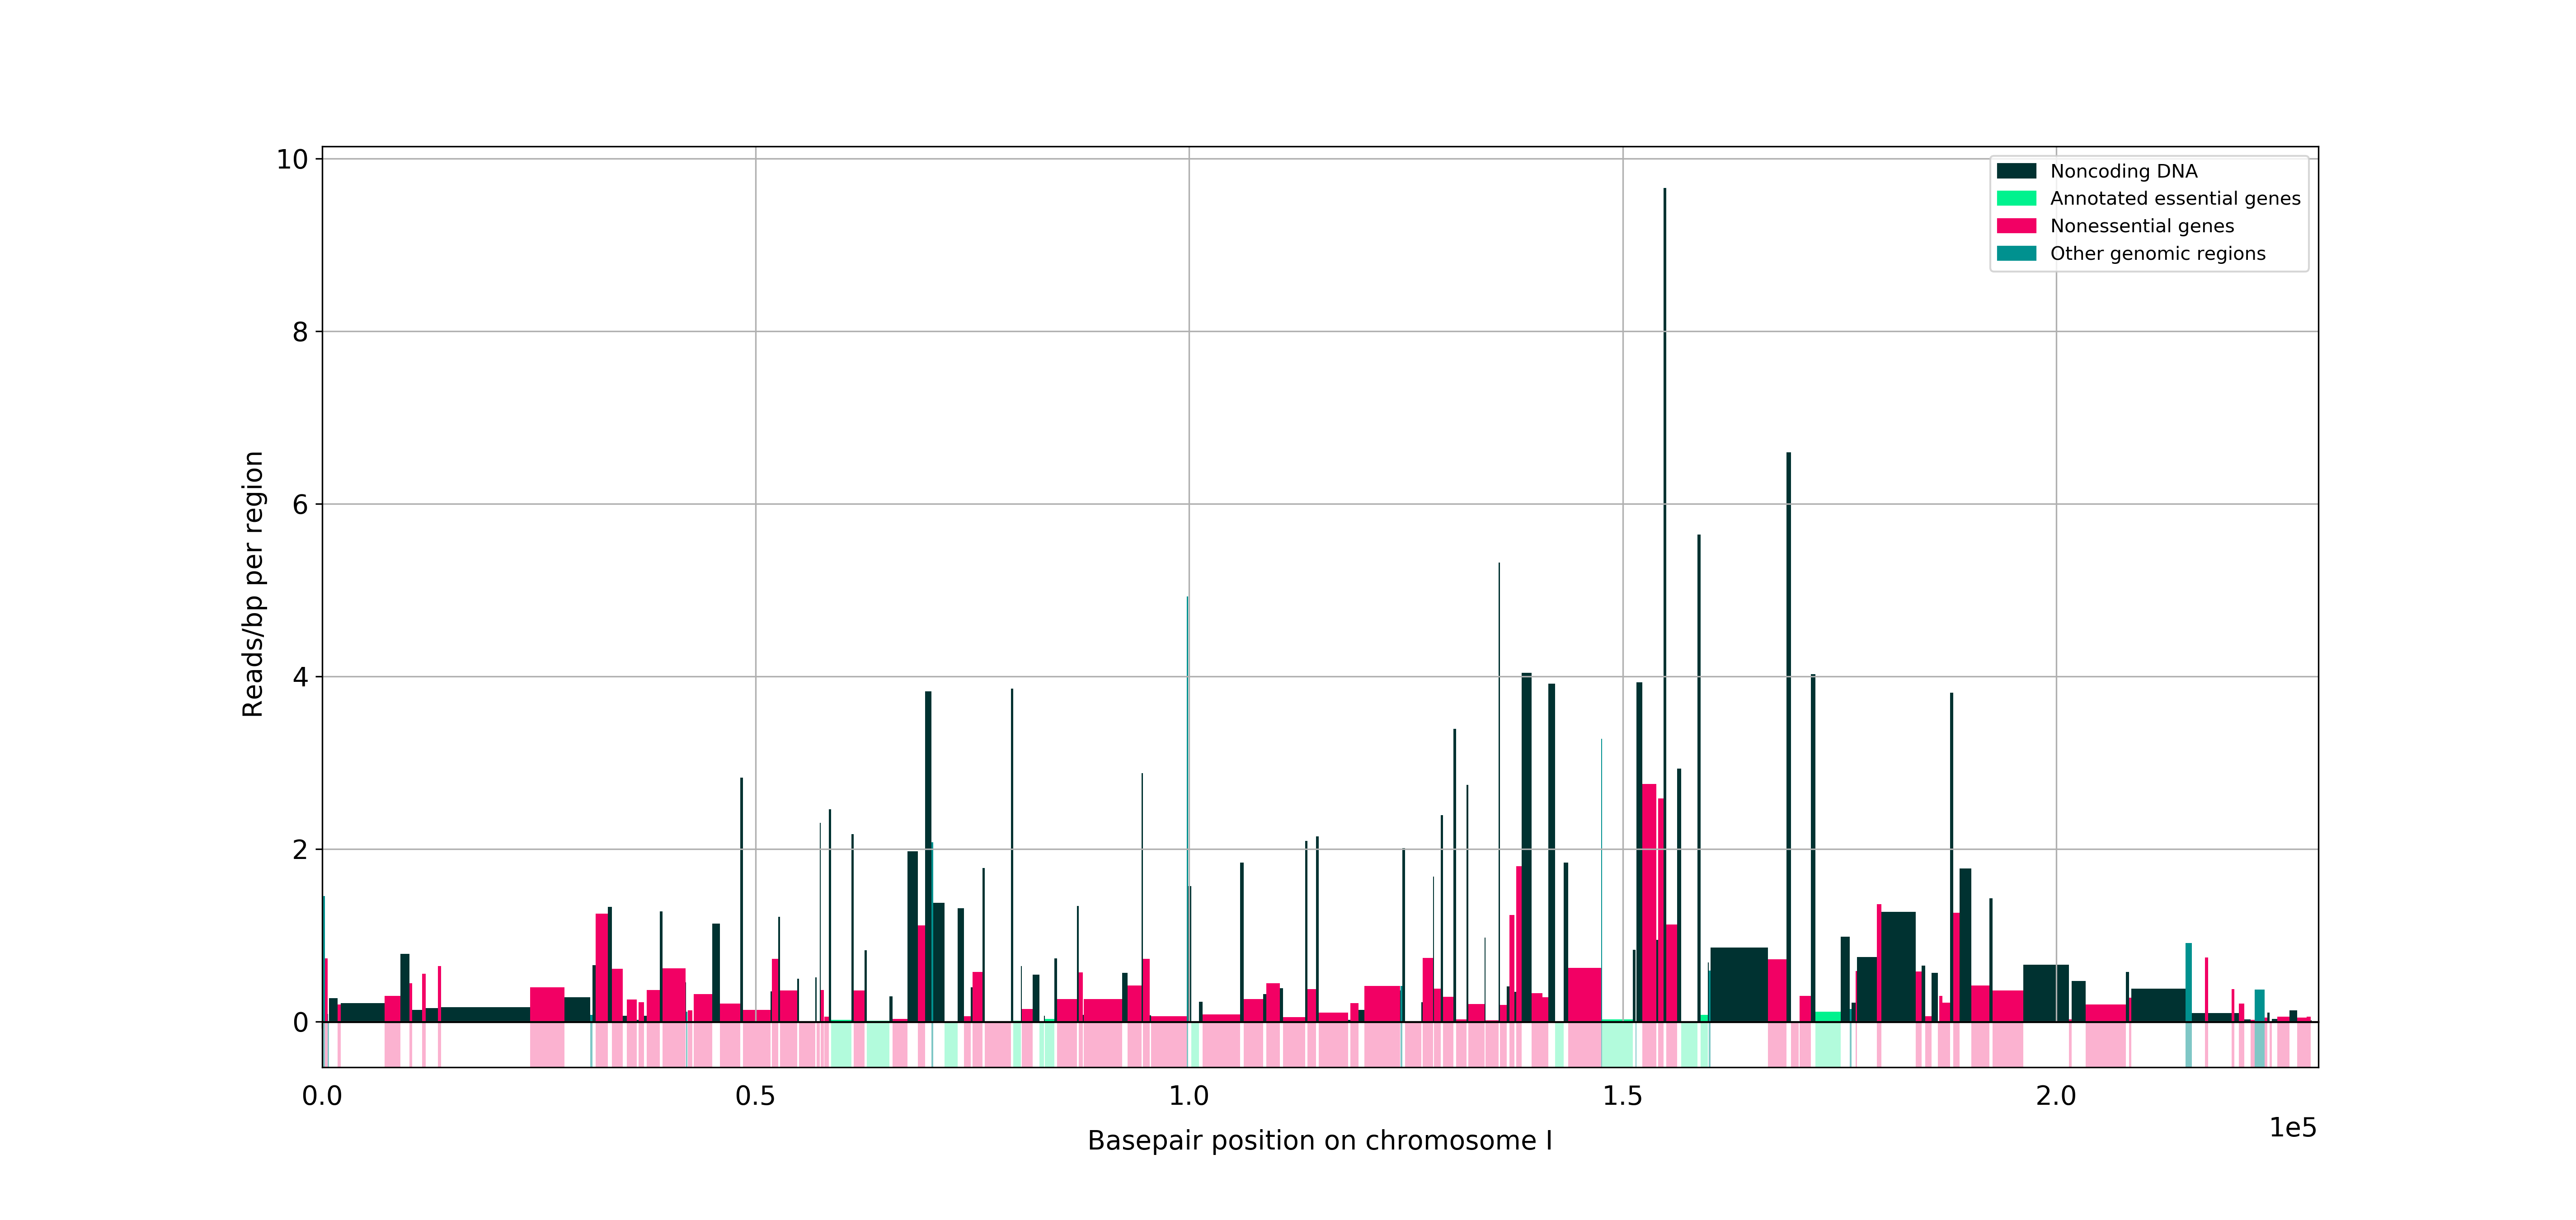 10
8
6
4
2
0
Reads/bp per region
Noncoding DNA
Annotated essential genes
Nonessential genes
Other genomic regions
0.0 0.5 1.0 1.5 2.0
1e5
Basepair position on chromosome I